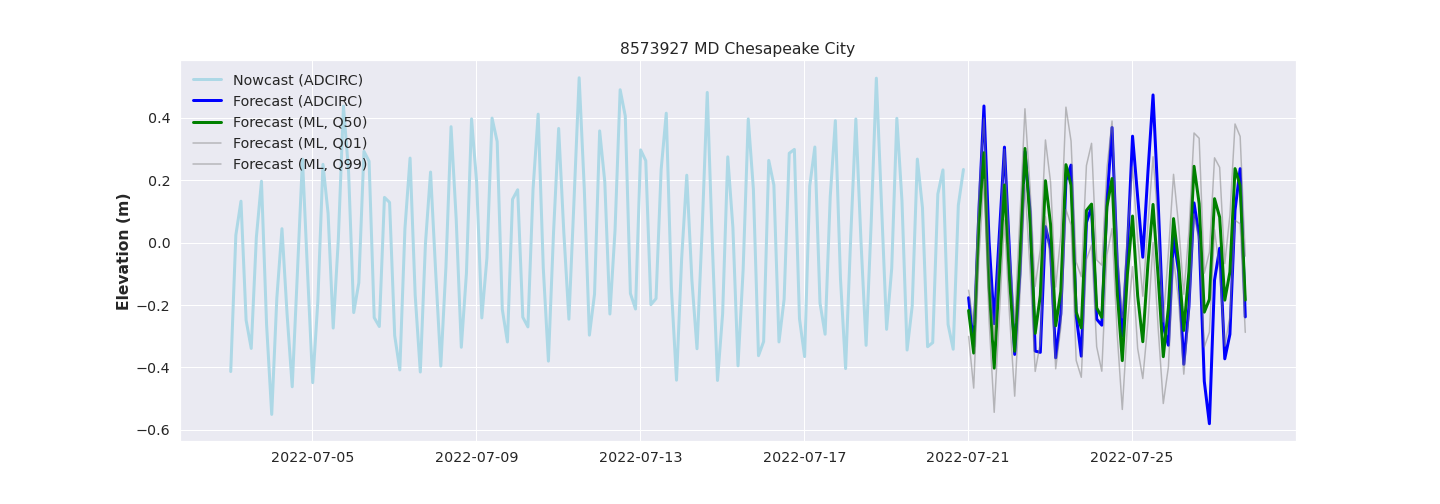 8573927 MD Chesapeake City
Nowcast (ADCIRC)
Forecast (ADCIRC)
Forecast (ML, Q50)
Forecast (ML, Q01)
Forecast (ML, Q99)
Elevation (m)
0.4
0.2
0.0
−0.2
−0.4
−0.6
2022-07-05
2022-07-09
2022-07-13
2022-07-17
2022-07-21
2022-07-25